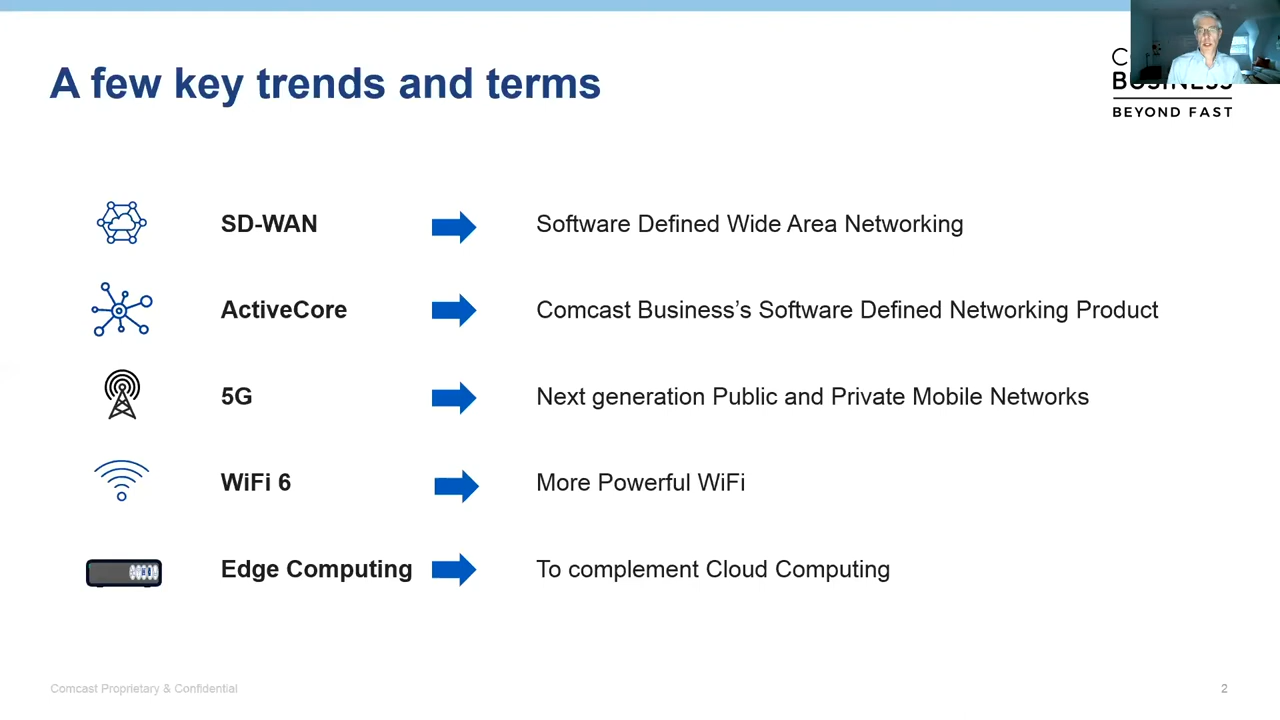 A few key trends and terms
BUSINESS
BEYOND FAST
SD-WAN
Software Defined Wide Area Networking
ActiveCore
Comcast Business’s Software Defined Networking Product
5G
Next generation Public and Private Mobile Networks
WiFi 6
More Powerful WiFi
Edge Computing
To complement Cloud Computing
Comcast Proprietary & Confidential
2